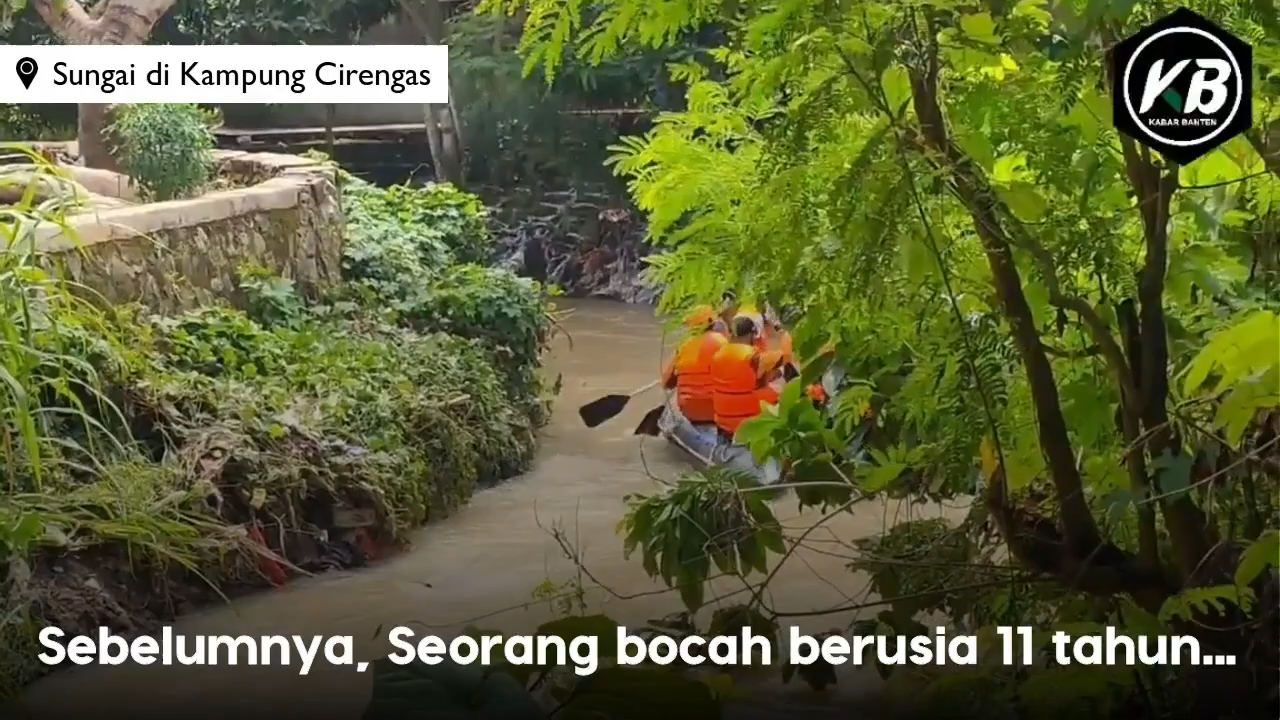 Sungai di Kampung Cirengas
KB
KABAR BANTEN
Sebelumnya, Seorang bocah berusia 11 tahun...